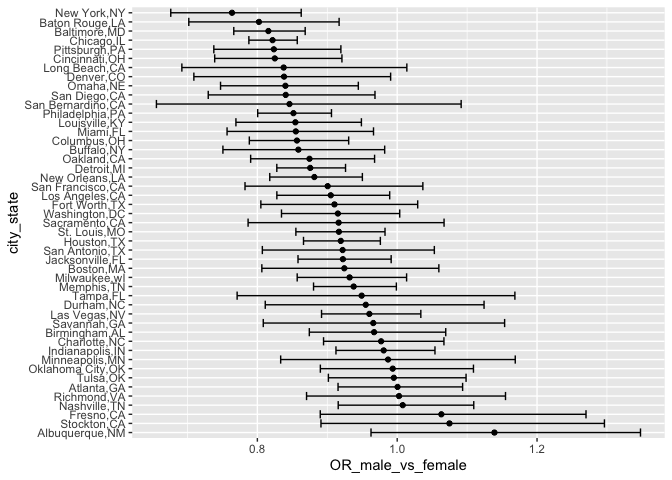 New York,NY
Baton Rouge,LA
Baltimore,MD
Chicago,IL
Pittsburgh,PA
Cincinnati,OH
Long Beach,CA
Denver,CO
Omaha,NE
San Diego,CA
San Bernardino,CA
Philadelphia,PA
Louisville,KY
Miami,FL
Columbus,OH
Buffalo,NY
Oakland,CA
Detroit,MI
New Orleans,LA
San Francisco,CA
Los Angeles,CA
Fort Worth,TX
Washington,DC
Sacramento,CA
St. Louis,MO
Houston,TX
San Antonio,TX
Jacksonville,FL
Boston,MA
Milwaukee,wI
Memphis,TN
Tampa,FL
Durham,NC
Las Vegas,NV
Savannah,GA
Birmingham,AL
Charlotte,NC
Indianapolis,IN
Minneapolis,MN
Oklahoma City,OK
Tulsa,OK
Atlanta,GA
Richmond,VA
Nashville,TN
Fresno,CA
Stockton,CA
Albuquerque,NM
city_state
0.8 1.0 1.2
OR_male_vs_female